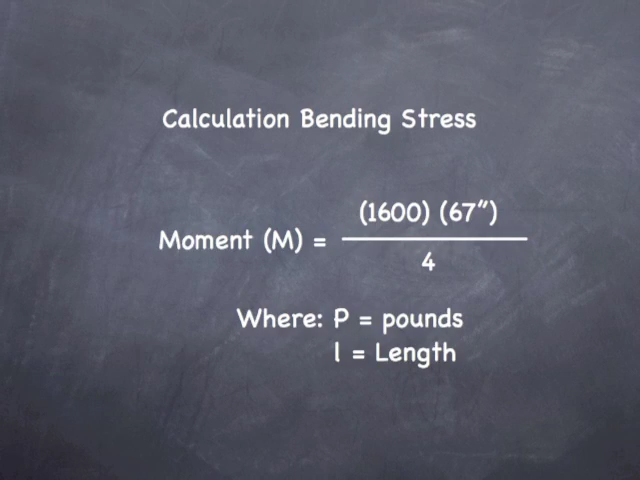 Calculation Bending Stress
(1600) (67")
Moment (M) =
4
Where: P = pounds
l = Length